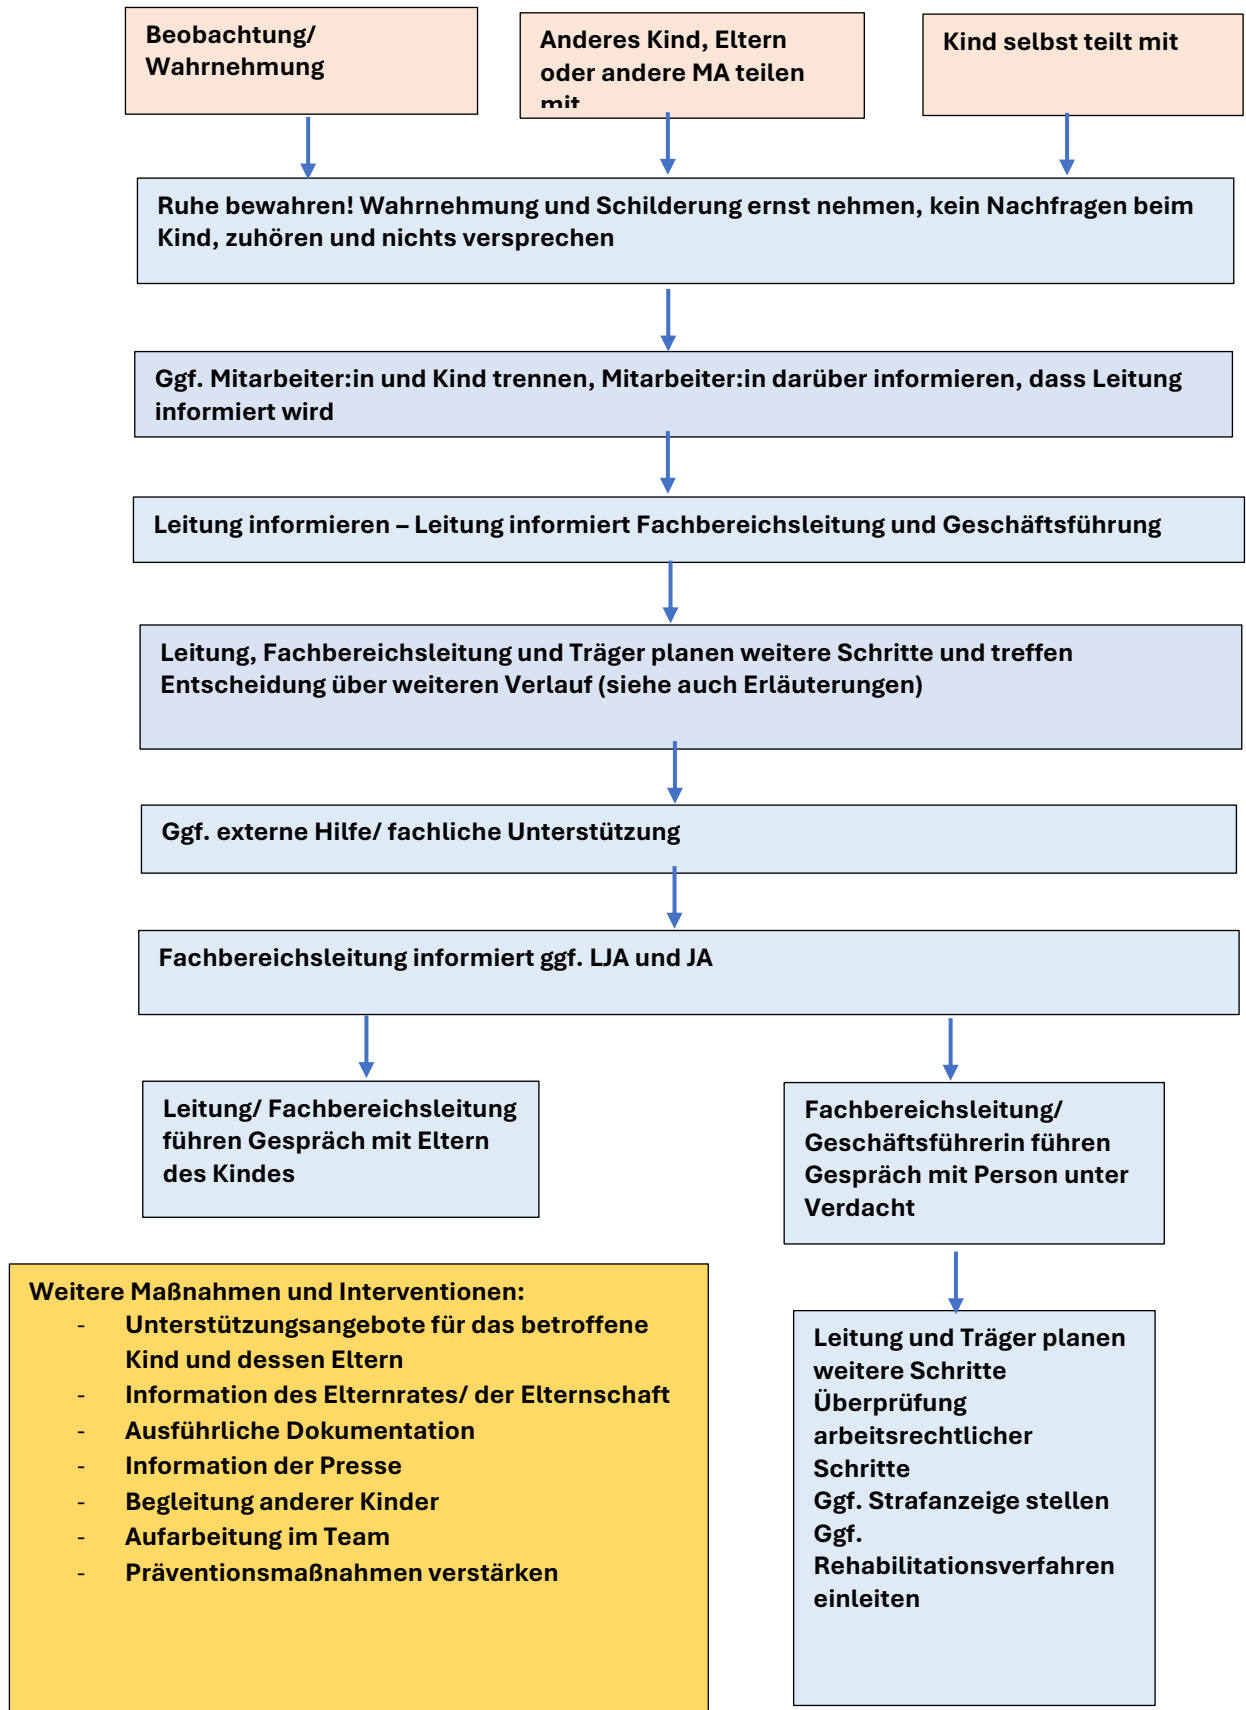 Beobachtung/
Wahrnehmung
Anderes Kind, Eltern
oder andere MA teilen
mit
Kind selbst teilt mit
Ruhe bewahren! Wahrnehmung und Schilderung ernst nehmen, kein Nachfragen beim
Kind, zuhören und nichts versprechen
Ggf. Mitarbeiter:in und Kind trennen, Mitarbeiter:in darüber informieren, dass Leitung
informiert wird
Leitung informieren – Leitung informiert Fachbereichsleitung und Geschäftsführung
Leitung, Fachbereichsleitung und Träger planen weitere Schritte und treffen
Entscheidung über weiteren Verlauf (siehe auch Erläuterungen)
Ggf. externe Hilfe/ fachliche Unterstützung
Fachbereichsleitung informiert ggf. LJA und JA
Leitung/ Fachbereichsleitung
führen Gespräch mit Eltern
des Kindes
Fachbereichsleitung/
Geschäftsführerin führen
Gespräch mit Person unter
Verdacht
Weitere Maßnahmen und Interventionen:
- Unterstützungsangebote für das betroffene
Kind und dessen Eltern
- Information des Elternrates/ der Elternschaft
- Ausführliche Dokumentation
- Information der Presse
- Begleitung anderer Kinder
- Aufarbeitung im Team
- Präventionsmaßnahmen verstärken
Leitung und Träger planen
weitere Schritte
Überprüfung
arbeitsrechtlicher
Schritte
Ggf. Strafanzeige stellen
Ggf.
Rehabilitationsverfahren
einleiten